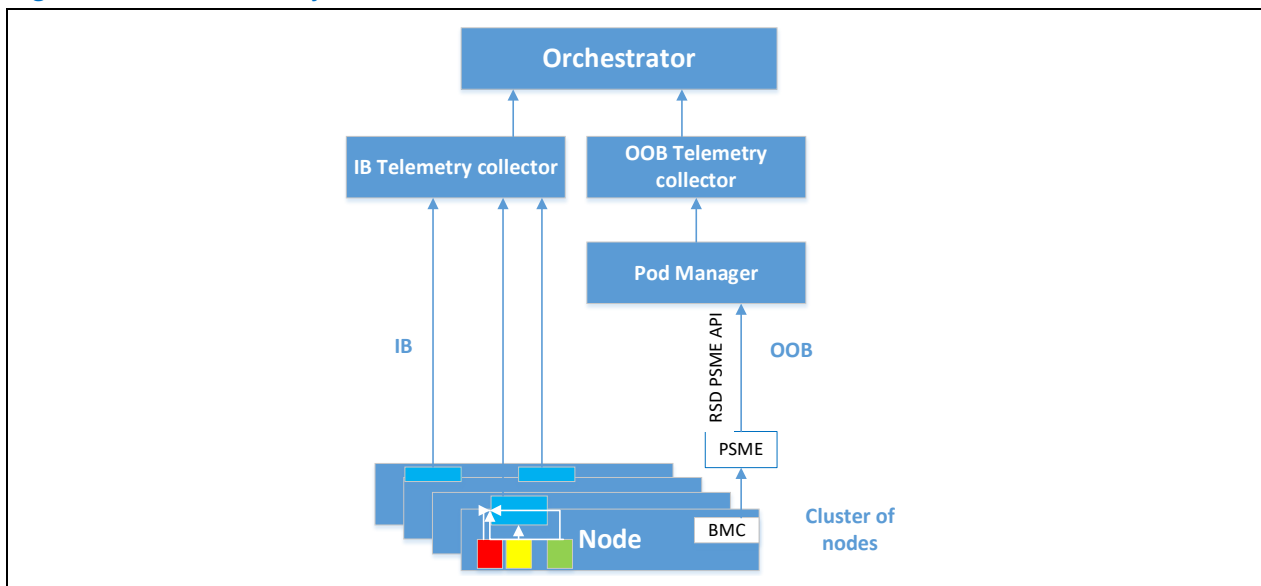 Orchestrator
IB Telemetry collector
OOB Telemetry
collector
Pod Manager
IB
RSD PSME API
OOB
PSME
BMC
Node
Cluster of
nodes